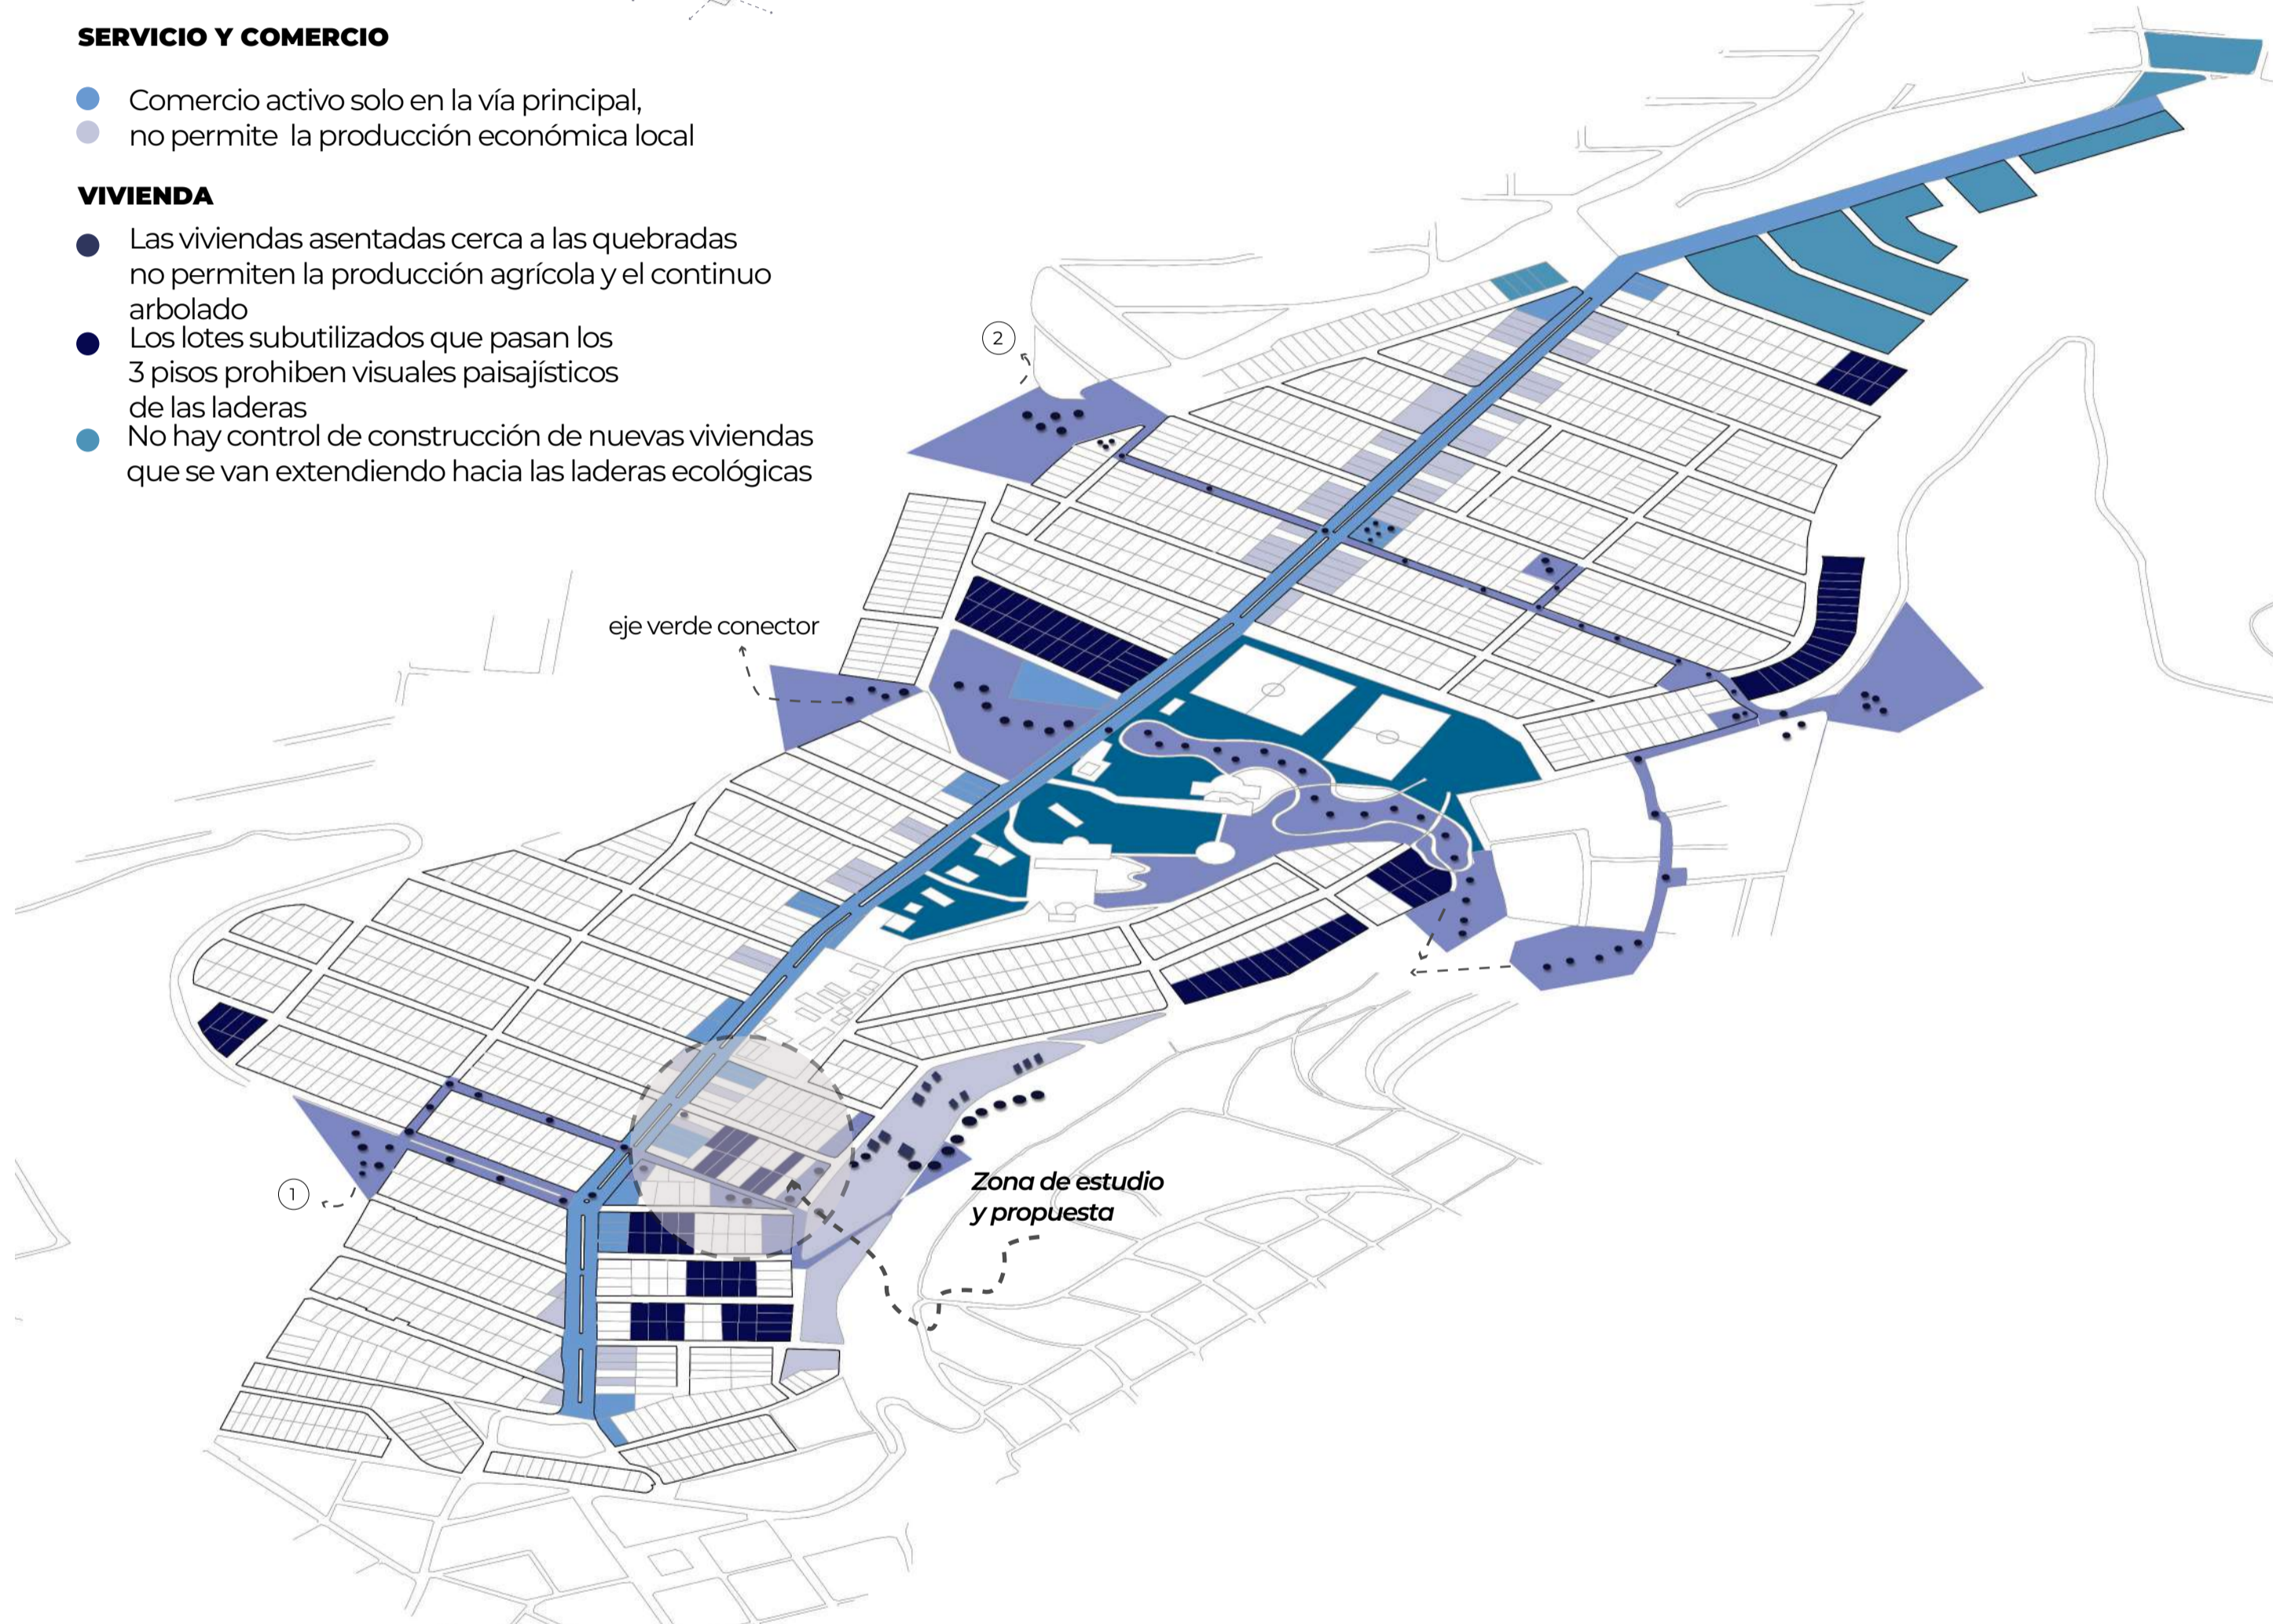 SERVICIO Y COMERCIO
Comercio activo solo en la vía principal,
no permite la producción económica local
VIVIENDA
Las viviendas asentadas cerca a las quebradas
no permiten la producción agrícola y el continuo
arbolado
Los lotes subutilizados que pasan los
3 pisos prohiben visuales paisajísticos
de las laderas
No hay control de construcción de nuevas viviendas
que se van extendiendo hacia las laderas ecológicas
2
eje verde conector
1
Zona de estudio
y propuesta